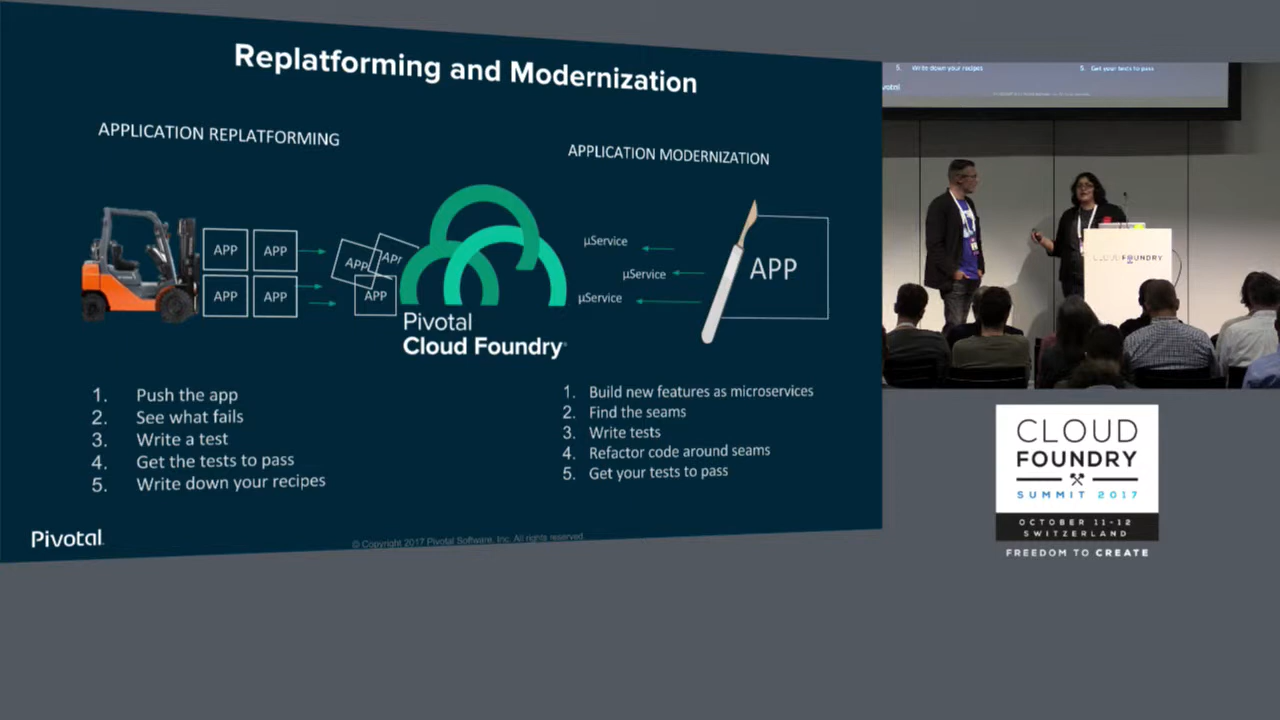 Replatforming and Modernization
APPLICATION REPLATFORMING
APP APP
APP APP
APP
APP
APPLICATION MODERNIZATION
µService
µService
µService
APP
Pivotal
Cloud Foundry
1. Push the app
2. See what fails
3. Write a test
4. Get the tests to pass
5. Write down your recipes
1. Build new features as microservices
2. Find the seams
3. Write tests
4. Refactor code around seams
5. Get your tests to pass
Pivotal
© Copyright 2017 Pivotal Software, Inc. All rights reserved
5. Write down your recipes
5. Get your tests to pass
CLOUD FOUNDRY
CLOUD
FOUNDRY
SUMMIT 2017
OCTOBER 11-12
SWITZERLAND
FREEDOM TO CREATE